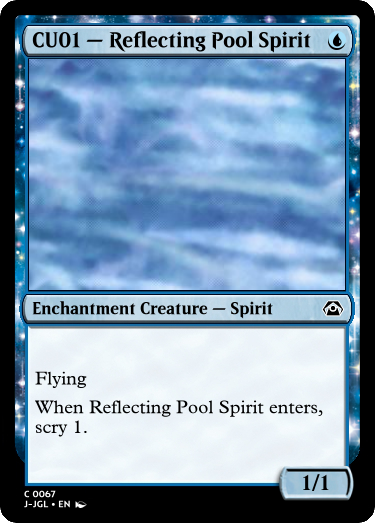 CU01 — Reflecting Pool Spirit
Enchantment Creature — Spirit
Flying
When Reflecting Pool Spirit enters,
scry 1.
1/1
C 0067
J-JGL • EN